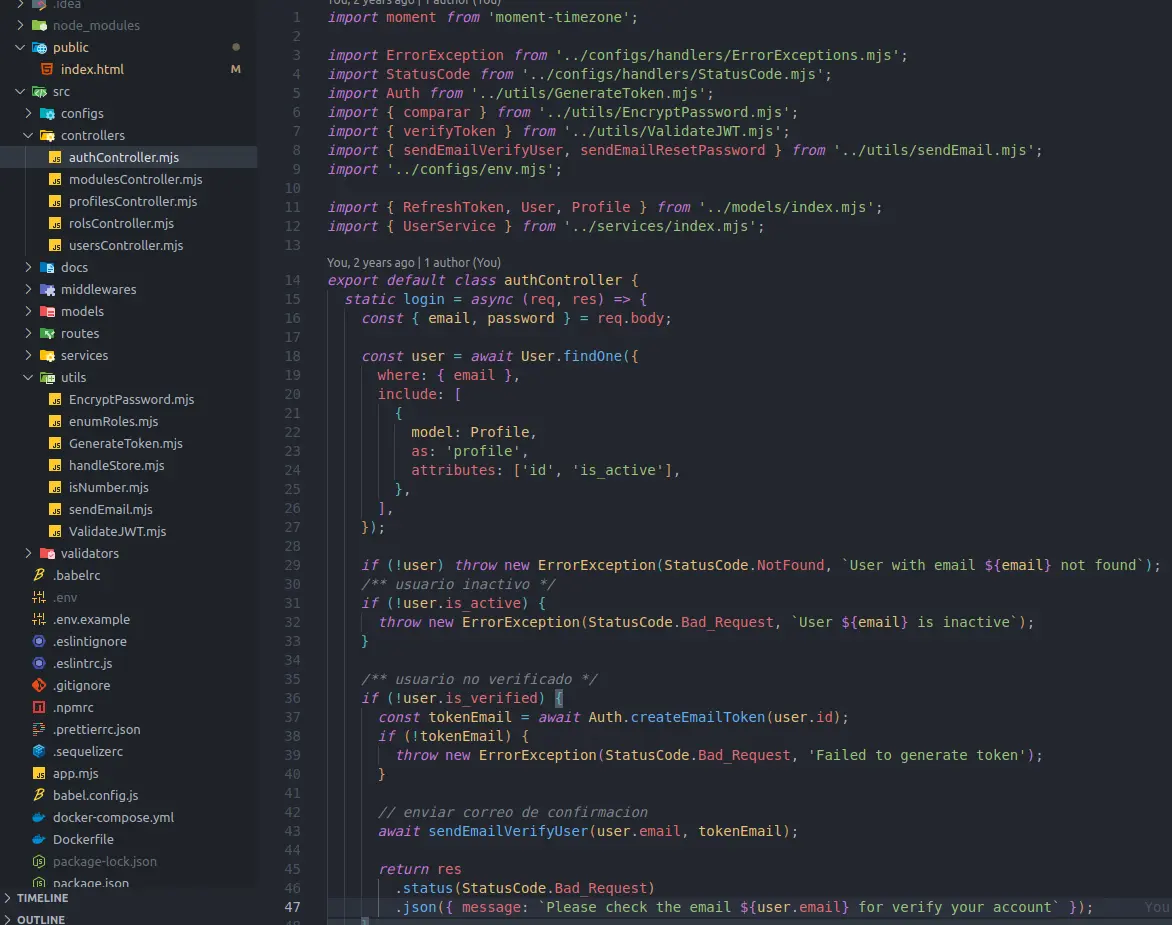 .idea
node_modules
public
index.html M
src
configs
controllers
authController.mjs
modulesController.mjs
profilesController.mjs
rolsController.mjs
usersController.mjs
docs
middlewares
models
routes
services
utils
EncryptPassword.mjs
enumRoles.mjs
GenerateToken.mjs
handleStore.mjs
isNumber.mjs
sendEmail.mjs
ValidateJWT.mjs
validators
.babelrc
.env
.env.example
.eslintignore
.eslintrc.js
.gitignore
.npmrc
.prettierrc.json
.sequelizerc
app.mjs
babel.config.js
docker-compose.yml
Dockerfile
package-lock.json
package.json
TIMELINE
OUTLINE
You, 2 years ago | 1 author (You)
1 import moment from 'moment-timezone';
2
3 import ErrorException from '../configs/handlers/ErrorExceptions.mjs';
4 import StatusCode from '../configs/handlers/StatusCode.mjs';
5 import Auth from '../utils/GenerateToken.mjs';
6 import { comparar } from '../utils/EncryptPassword.mjs';
7 import { verifyToken } from '../utils/ValidateJWT.mjs';
8 import { sendEmailVerifyUser, sendEmailResetPassword } from '../utils/sendEmail.mjs';
9 import '../configs/env.mjs';
10
11 import { RefreshToken, User, Profile } from '../models/index.mjs';
12 import { UserService } from '../services/index.mjs';
13
You, 2 years ago | 1 author (You)
14 export default class authController {
15 static login = async (req, res) => {
16 const { email, password } = req.body;
17
18 const user = await User.findOne({
19 where: { email },
20 include: [
21 {
22 model: Profile,
23 as: 'profile',
24 attributes: ['id', 'is_active'],
25 },
26 ],
27 });
28
29 if (!user) throw new ErrorException(StatusCode.NotFound, `User with email ${email} not found`);
30 /** usuario inactivo */
31 if (!user.is_active) {
32 throw new ErrorException(StatusCode.Bad_Request, `User ${email} is inactive`);
33 }
34
35 /** usuario no verificado */
36 if (!user.is_verified) {
37 const tokenEmail = await Auth.createEmailToken(user.id);
38 if (!tokenEmail) {
39 throw new ErrorException(StatusCode.Bad_Request, 'Failed to generate token');
40 }
41
42 // enviar correo de confirmacion
43 await sendEmailVerifyUser(user.email, tokenEmail);
44
45 return res
46 .status(StatusCode.Bad_Request)
47 .json({ message: `Please check the email ${user.email} for verify your account` }); You
48 }